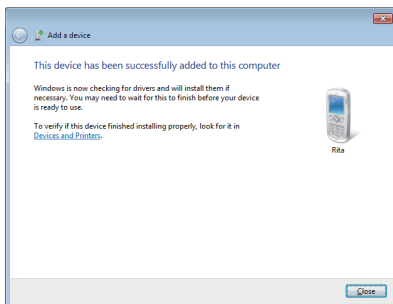 Add a device
This device has been successfully added to this computer
Windows is now checking for drivers and will install them if
necessary. You may need to wait for this to finish before your device
is ready to use.
To verify if this device finished installing properly, look for it in
Devices and Printers.
Rita
Close